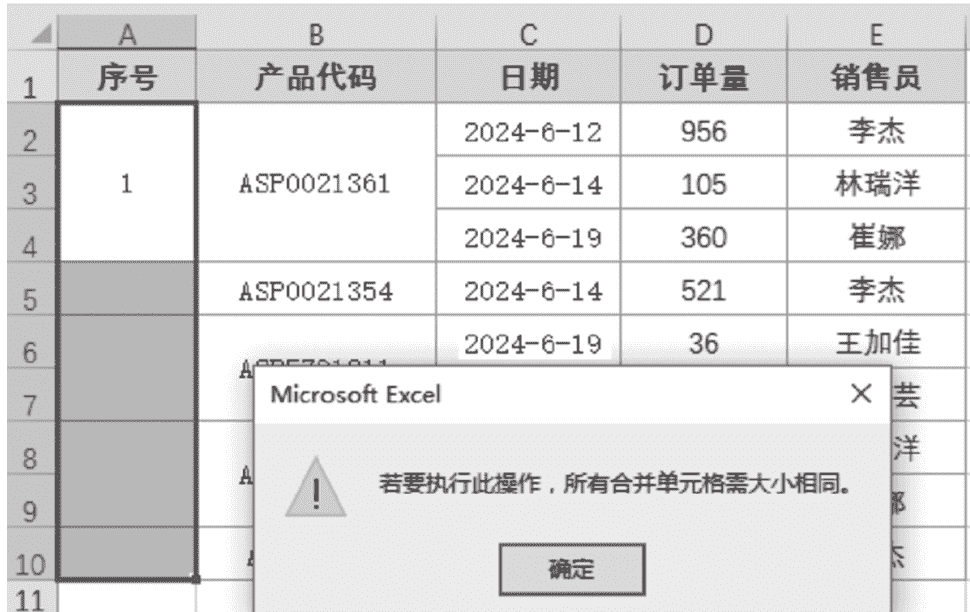 A B C D E
1 序号 产品代码 日期 订单量 销售员
2 2024-6-12 956 李杰
3 1 ASP0021361 2024-6-14 105 林瑞洋
4 2024-6-19 360 崔娜
5 ASP0021354 2024-6-14 521 李杰
6 2024-6-19 36 王加佳
Microsoft Excel
7 芸
8 洋
若要执行此操作，所有合并单元格需大小相同。
9
10 确定
11